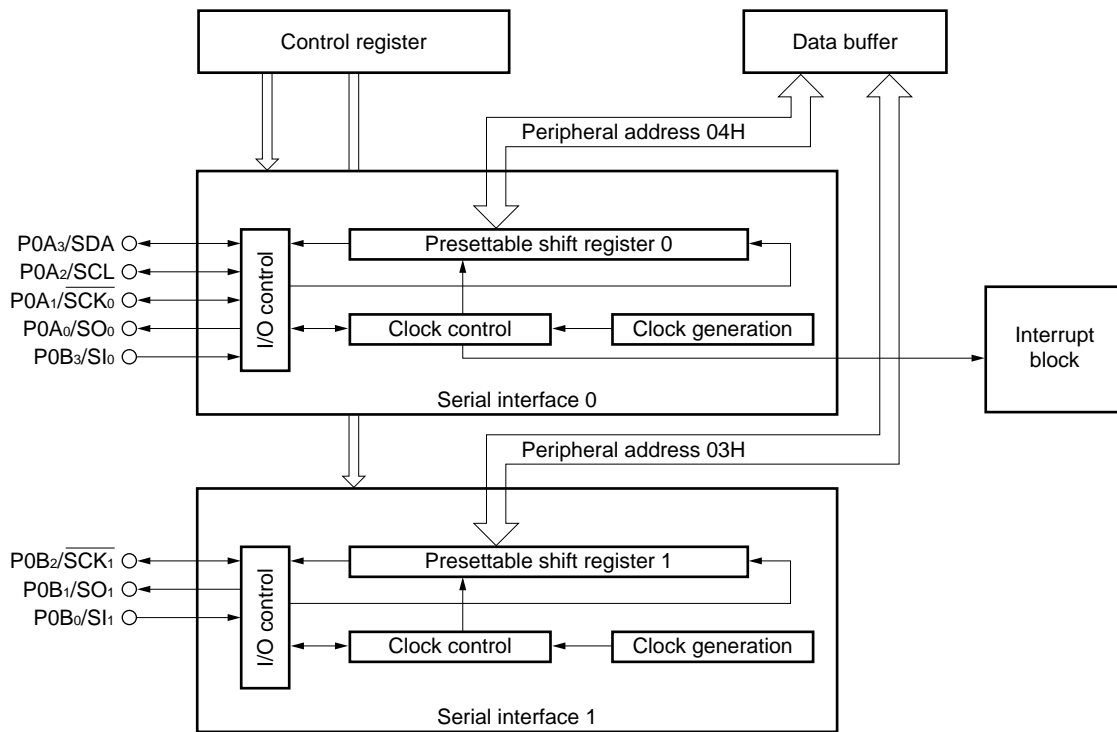 Control register
Data buffer
Peripheral address 04H
P0A₃/SDA
P0A₂/SCL
P0A₁/S̅C̅K̅₀
P0A₀/SO₀
P0B₃/SI₀
I/O control
Presettable shift register 0
Clock control
Clock generation
Serial interface 0
Interrupt
block
Peripheral address 03H
P0B₂/S̅C̅K̅₁
P0B₁/SO₁
P0B₀/SI₁
I/O control
Presettable shift register 1
Clock control
Clock generation
Serial interface 1